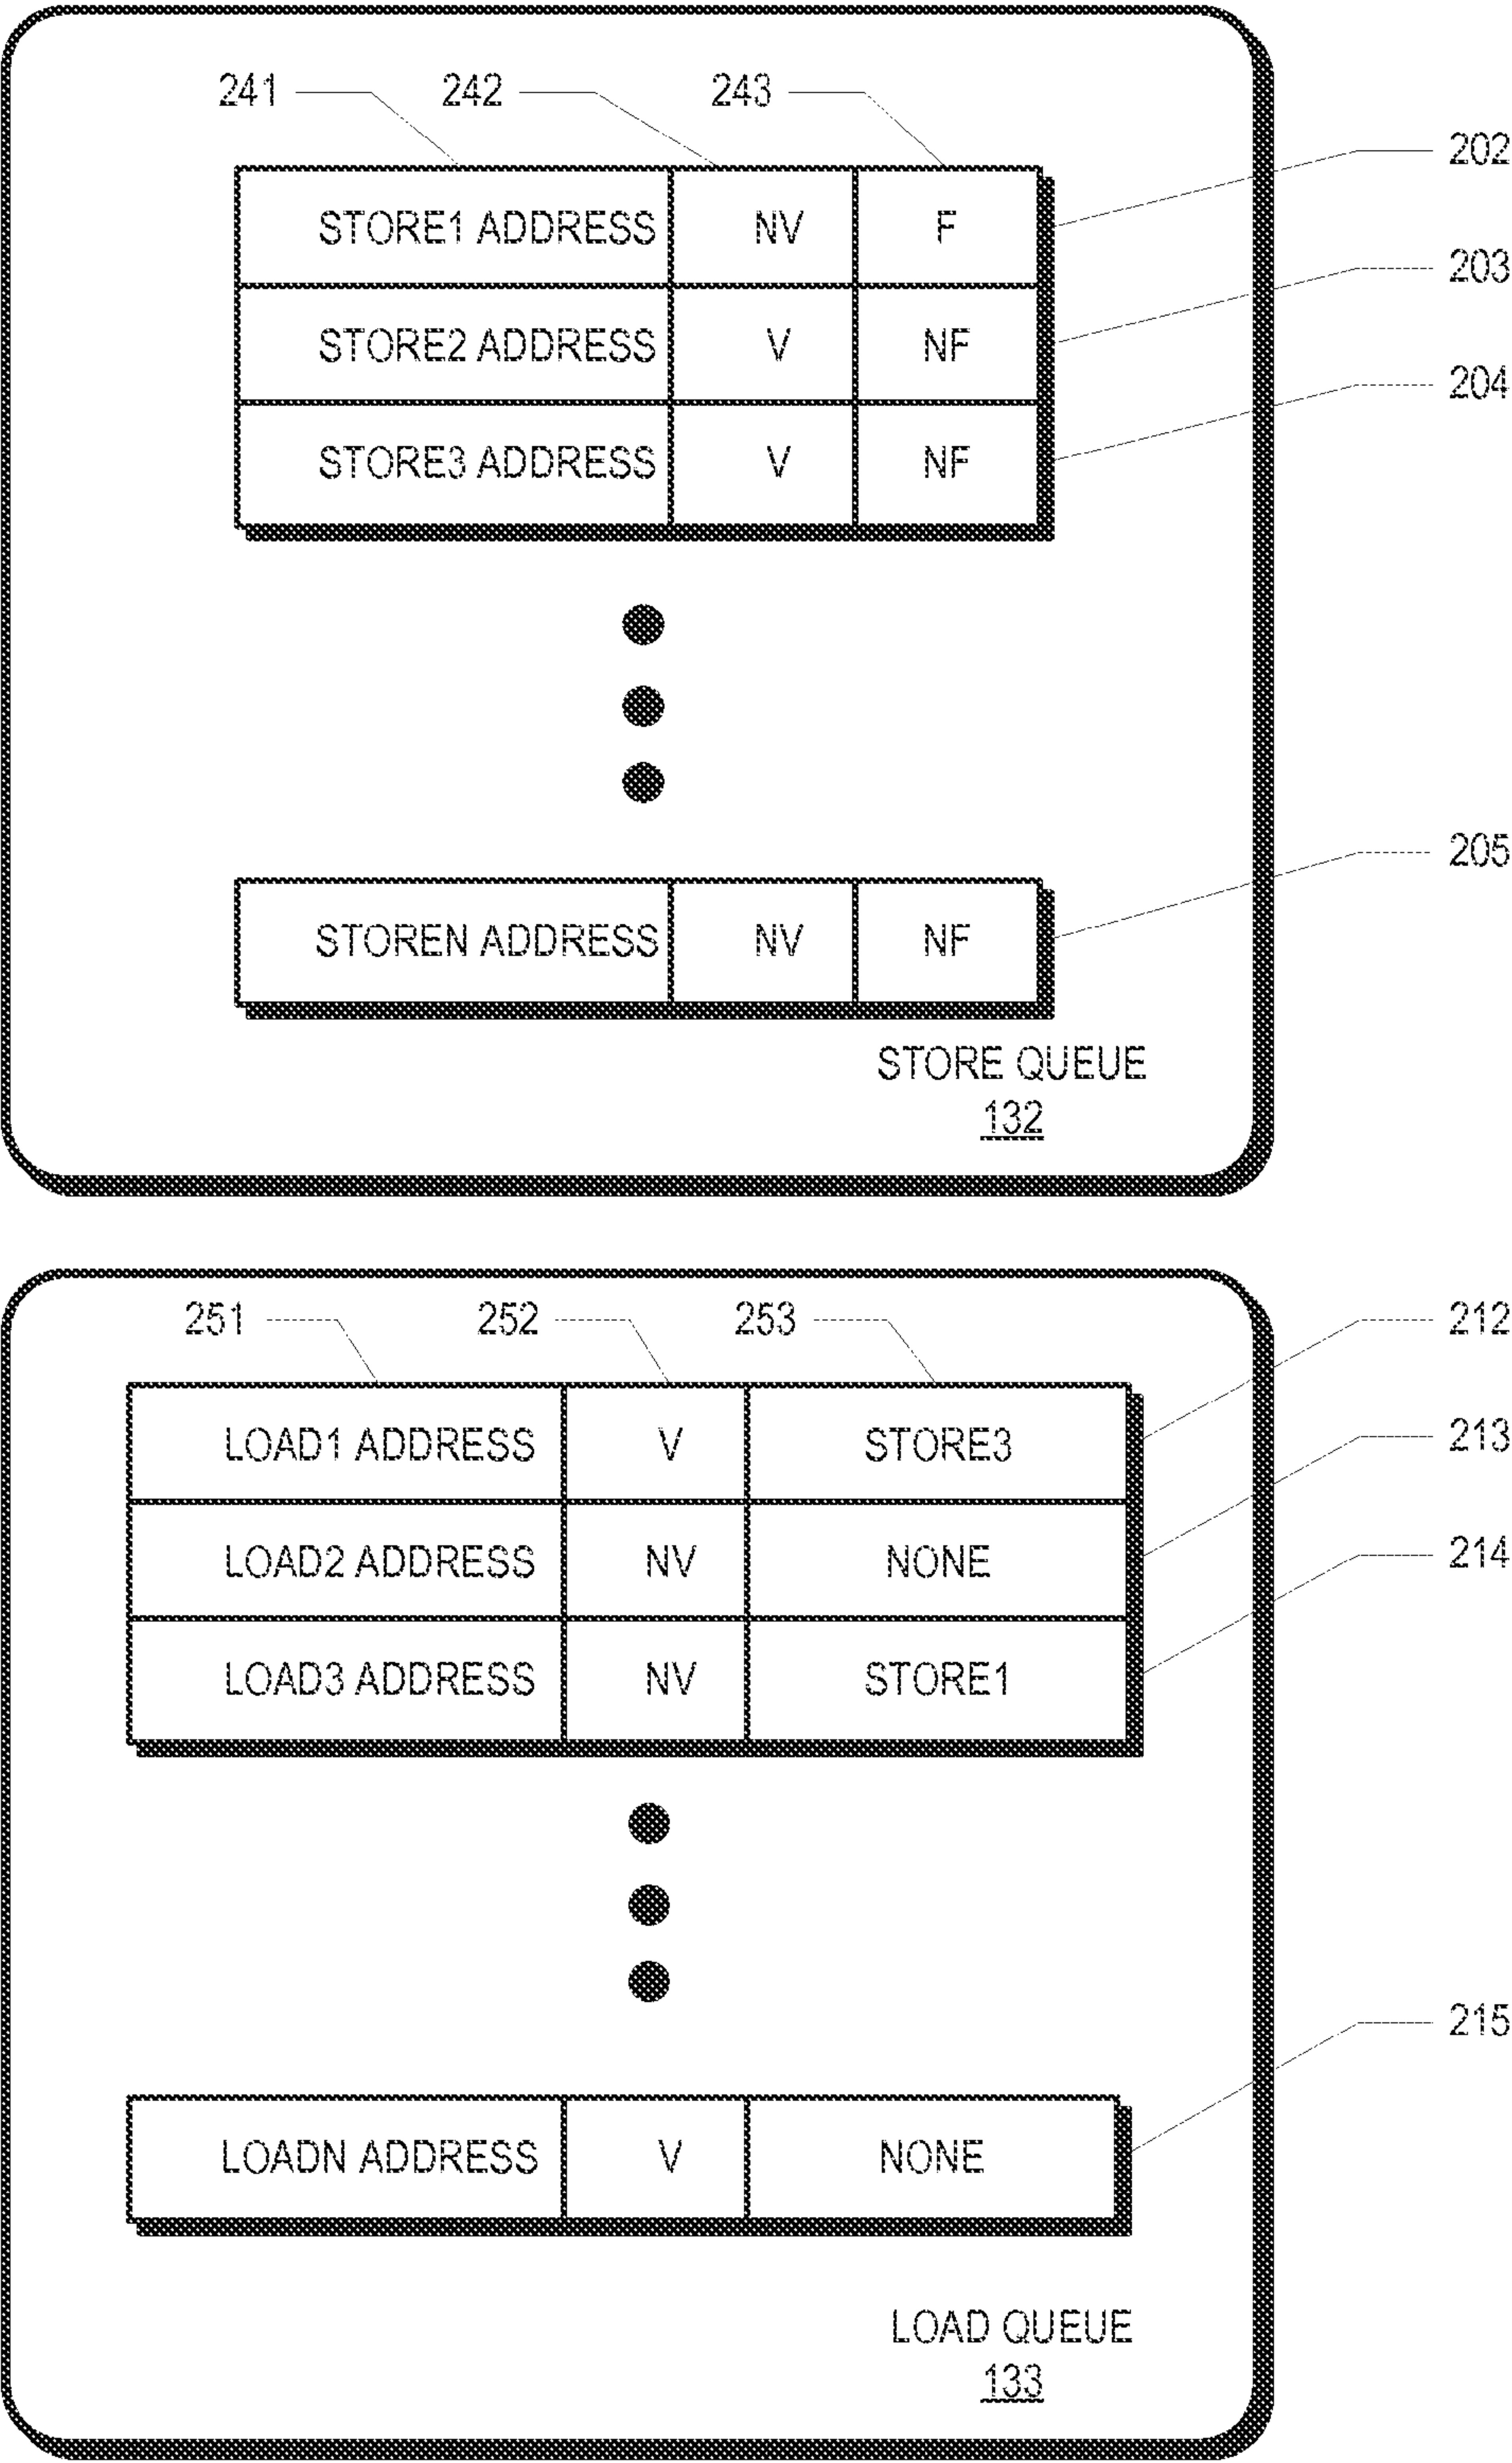 241 242 243
202
STORE1 ADDRESS NV F
203
STORE2 ADDRESS V NF
204
STORE3 ADDRESS V NF
205
STOREN ADDRESS NV NF
STORE QUEUE
132
251 252 253 212
LOAD1 ADDRESS V STORE3
213
LOAD2 ADDRESS NV NONE
214
LOAD3 ADDRESS NV STORE1
215
LOADN ADDRESS V NONE
LOAD QUEUE
133